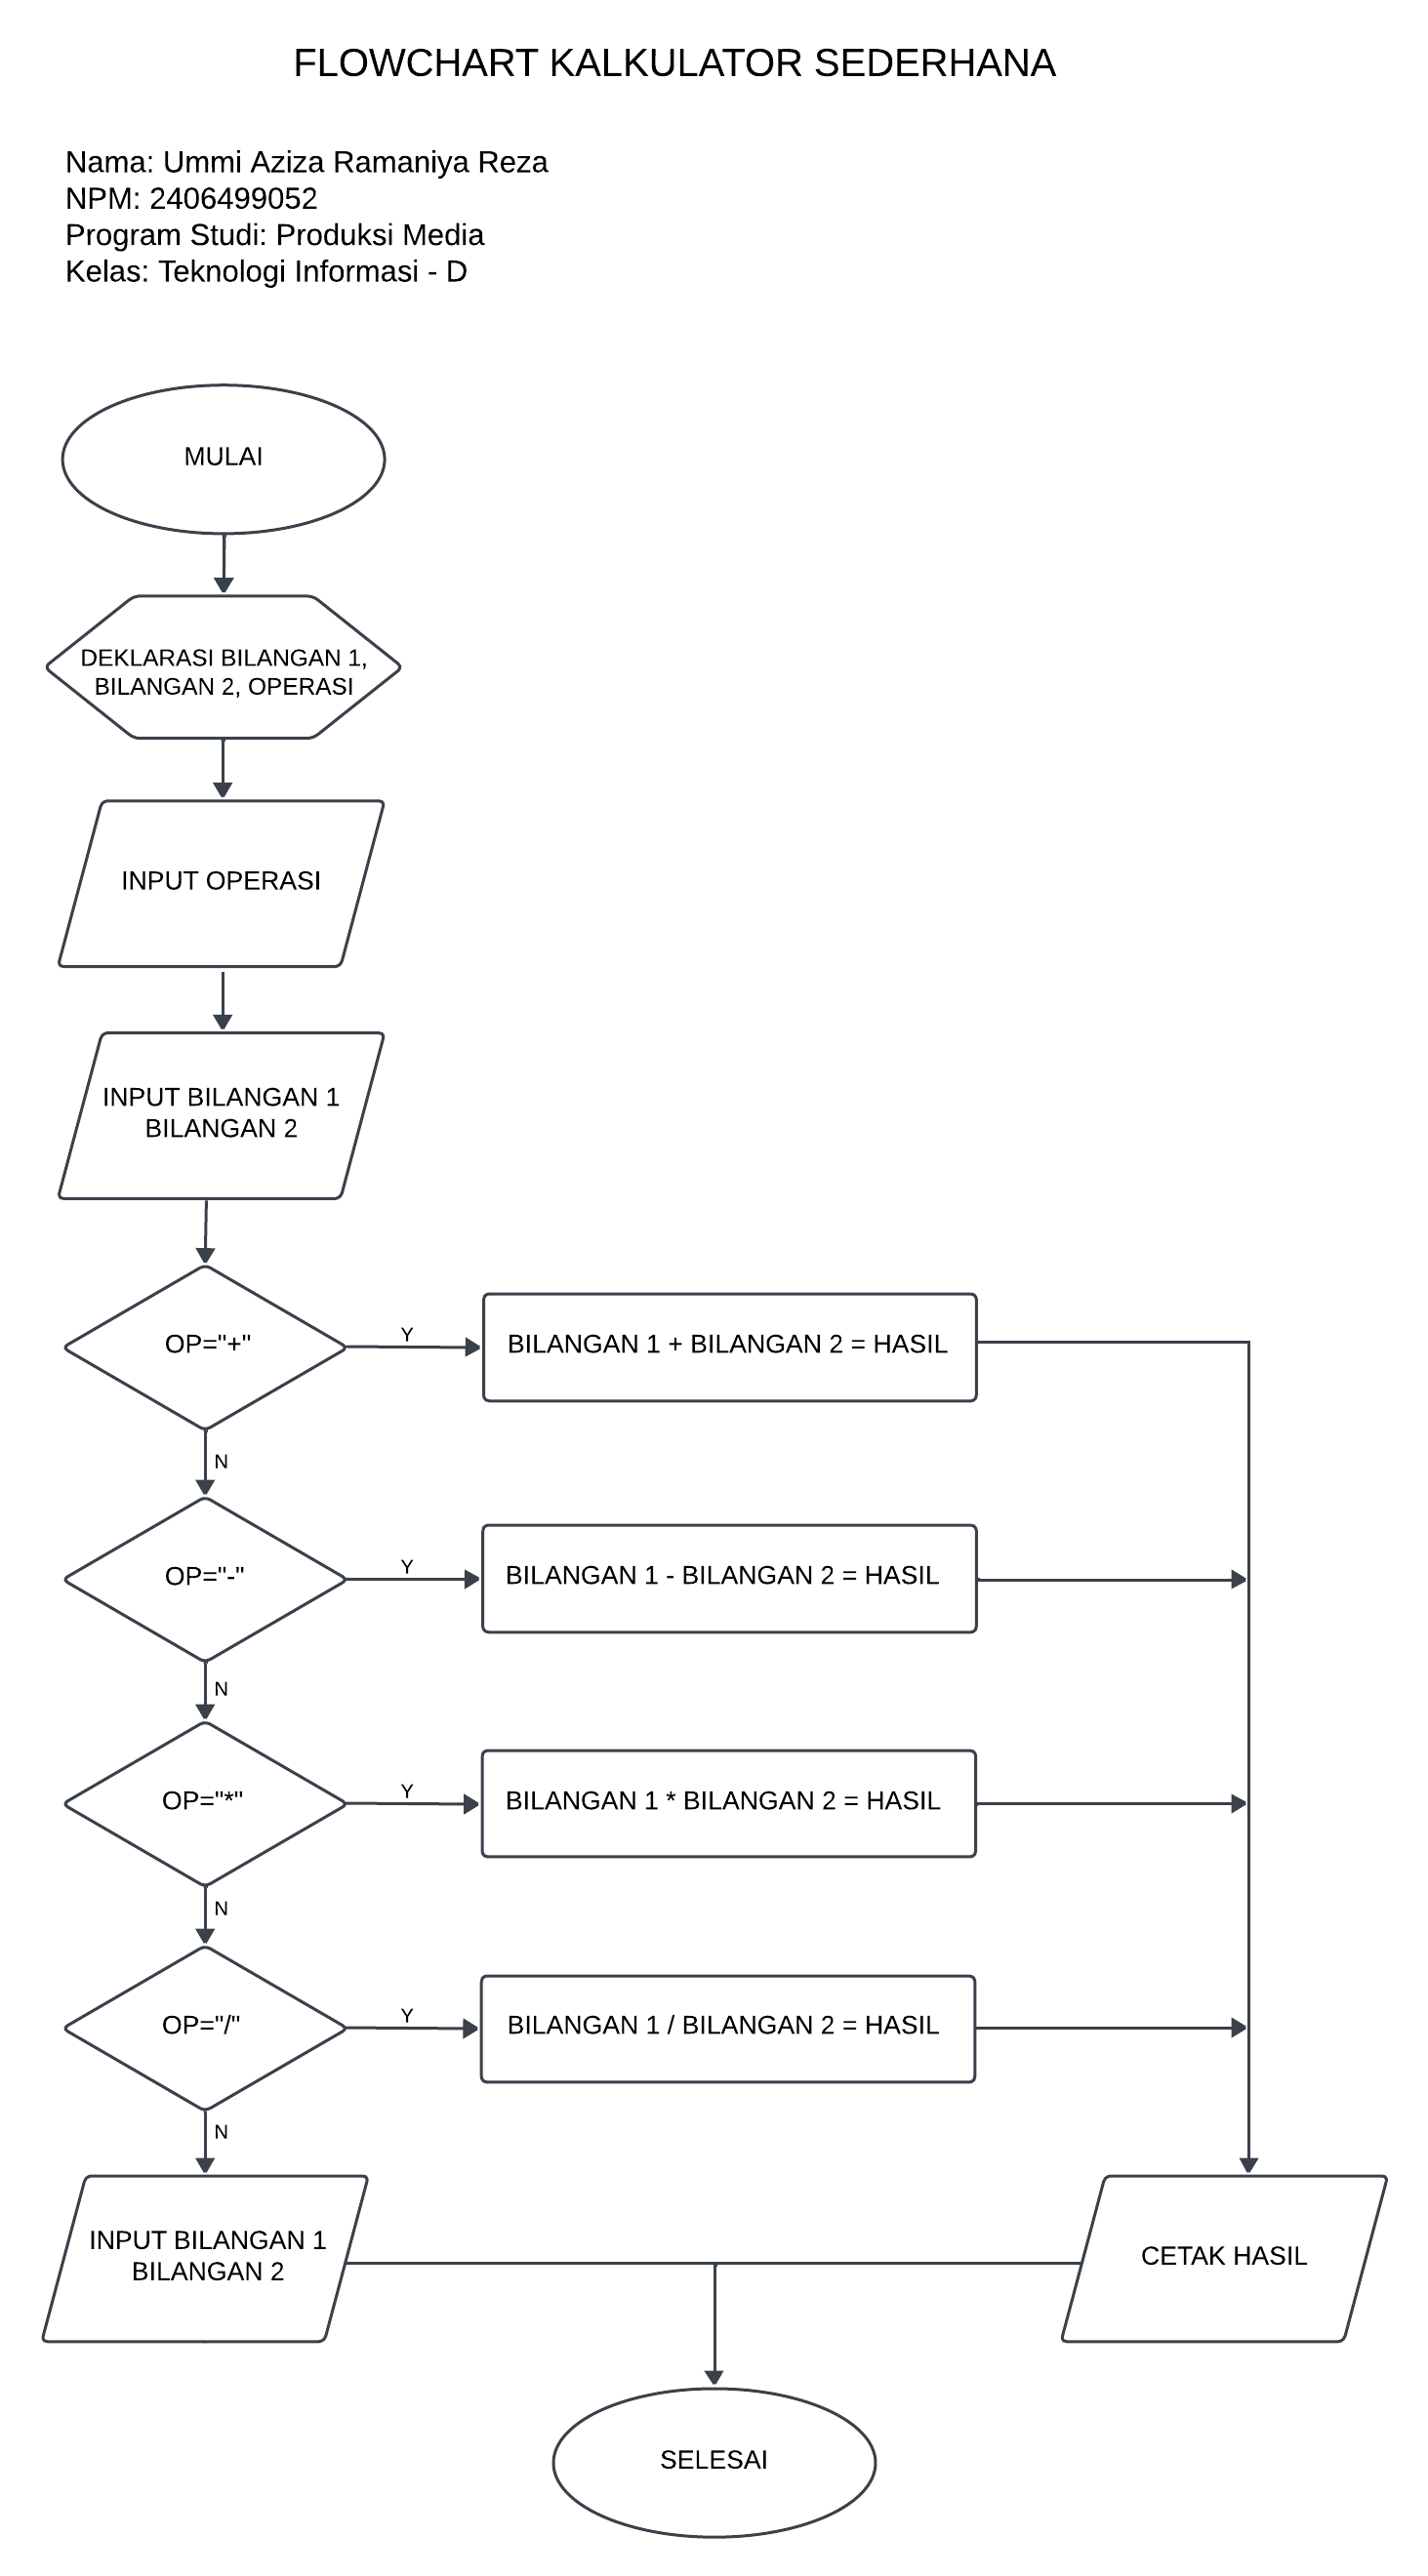 FLOWCHART KALKULATOR SEDERHANA
Nama: Ummi Aziza Ramaniya Reza
NPM: 2406499052
Program Studi: Produksi Media
Kelas: Teknologi Informasi - D
MULAI
DEKLARASI BILANGAN 1,
BILANGAN 2, OPERASI
INPUT OPERASI
INPUT BILANGAN 1
BILANGAN 2
OP="+"
Y
BILANGAN 1 + BILANGAN 2 = HASIL
N
OP="-"
Y
BILANGAN 1 - BILANGAN 2 = HASIL
N
OP="*"
Y
BILANGAN 1 * BILANGAN 2 = HASIL
N
OP="/"
Y
BILANGAN 1 / BILANGAN 2 = HASIL
N
INPUT BILANGAN 1
BILANGAN 2
CETAK HASIL
SELESAI